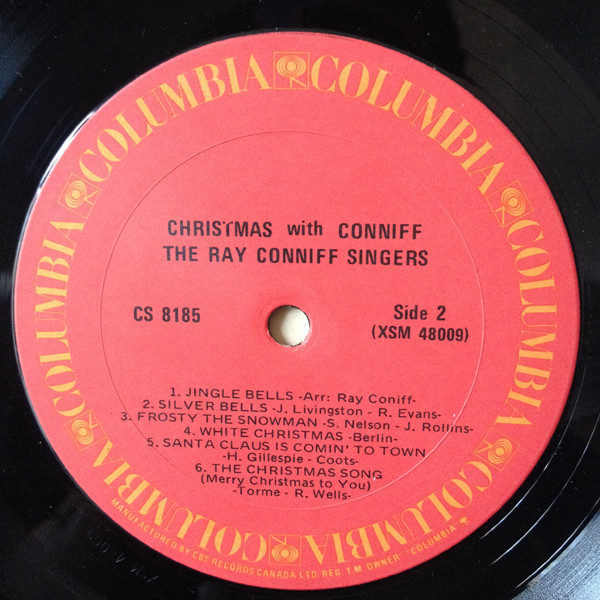 COLUMBIA COLUMBIA COLUMBIA COLUMBIA COLUMBIA COLUMBIA
CHRISTMAS with CONNIFF
THE RAY CONNIFF SINGERS
CS 8185
Side 2
(XSM 48009)
1. JINGLE BELLS -Arr: Ray Coniff-
2. SILVER BELLS -J. Livingston - R. Evans-
3. FROSTY THE SNOWMAN -S. Nelson - J. Rollins-
4. WHITE CHRISTMAS -Berlin-
5. SANTA CLAUS IS COMIN' TO TOWN
-H. Gillespie - Coots-
6. THE CHRISTMAS SONG
(Merry Christmas to You)
-Torme - R. Wells-
MANUFACTURED BY CBS RECORDS CANADA LTD. REG. T.M. OWNER "COLUMBIA"